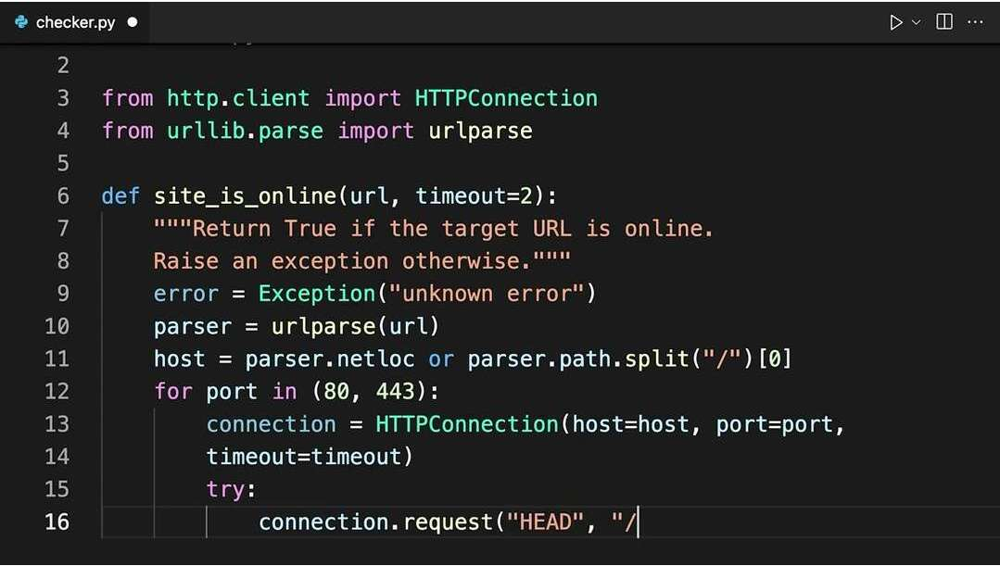 checker.py
2
3 from http.client import HTTPConnection
4 from urllib.parse import urlparse
5
6 def site_is_online(url, timeout=2):
7     """Return True if the target URL is online.
8     Raise an exception otherwise."""
9     error = Exception("unknown error")
10     parser = urlparse(url)
11     host = parser.netloc or parser.path.split("/")[0]
12     for port in (80, 443):
13         connection = HTTPConnection(host=host, port=port,
14         timeout=timeout)
15         try:
16             connection.request("HEAD", "/